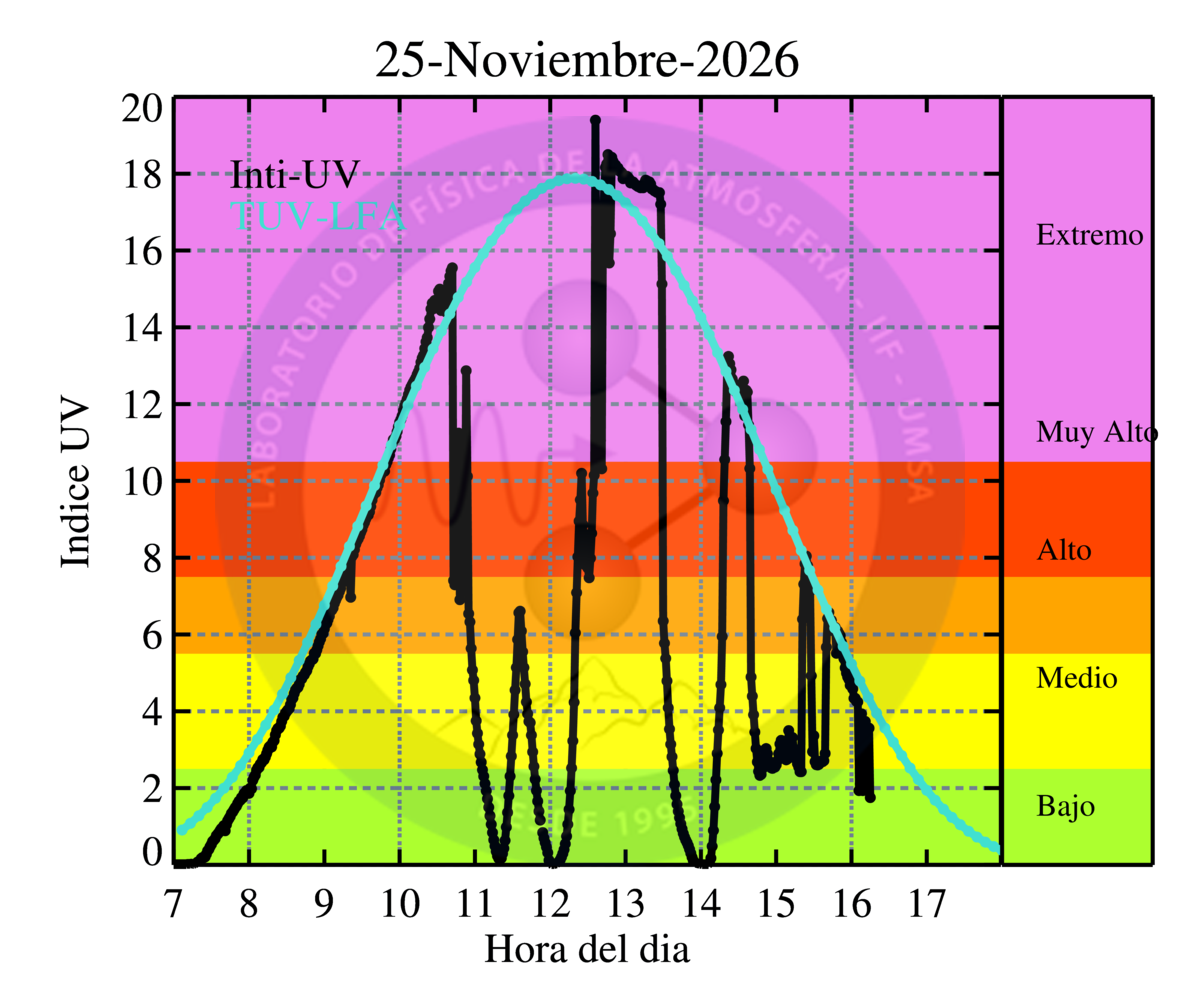 25-Noviembre-2026
20
18
16
14
12
10
8
6
4
2
0
Indice UV
Inti-UV
TUV-LFA
LABORATORIO DE FÍSICA DE LA ATMÓSFERA - IIF - UMSA
DESDE 1995
Extremo
Muy Alto
Alto
Medio
Bajo
7 8 9 10 11 12 13 14 15 16 17
Hora del dia